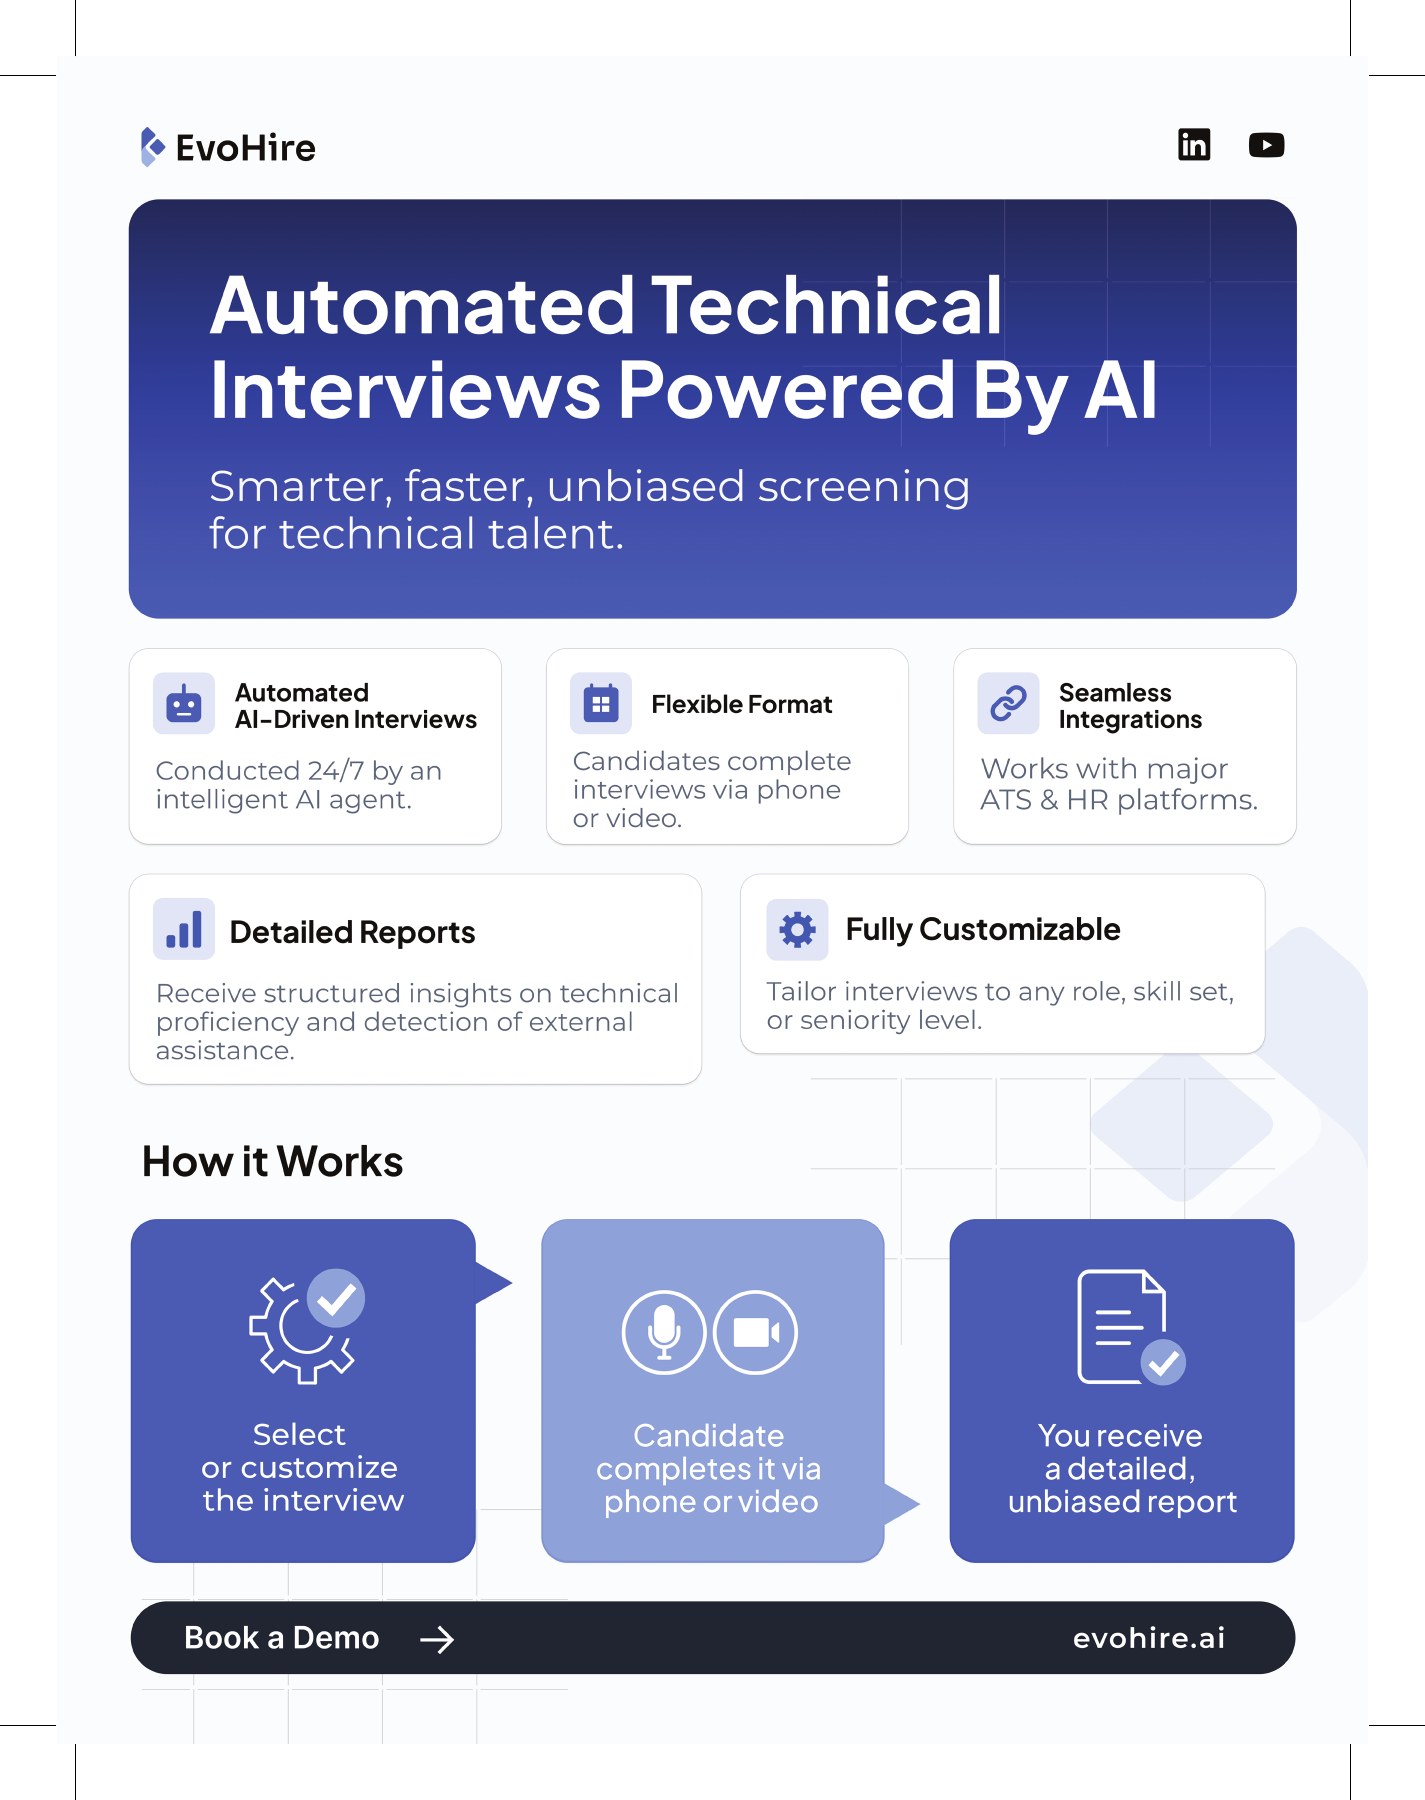 EvoHire
in
Automated Technical
Interviews Powered By AI
Smarter, faster, unbiased screening
for technical talent.
Automated
AI-Driven Interviews
Conducted 24/7 by an
intelligent AI agent.
Flexible Format
Candidates complete
interviews via phone
or video.
Seamless
Integrations
Works with major
ATS & HR platforms.
Detailed Reports
Receive structured insights on technical
proficiency and detection of external
assistance.
Fully Customizable
Tailor interviews to any role, skill set,
or seniority level.
How it Works
Select
or customize
the interview
Candidate
completes it via
phone or video
You receive
a detailed,
unbiased report
Book a Demo
evohire.ai